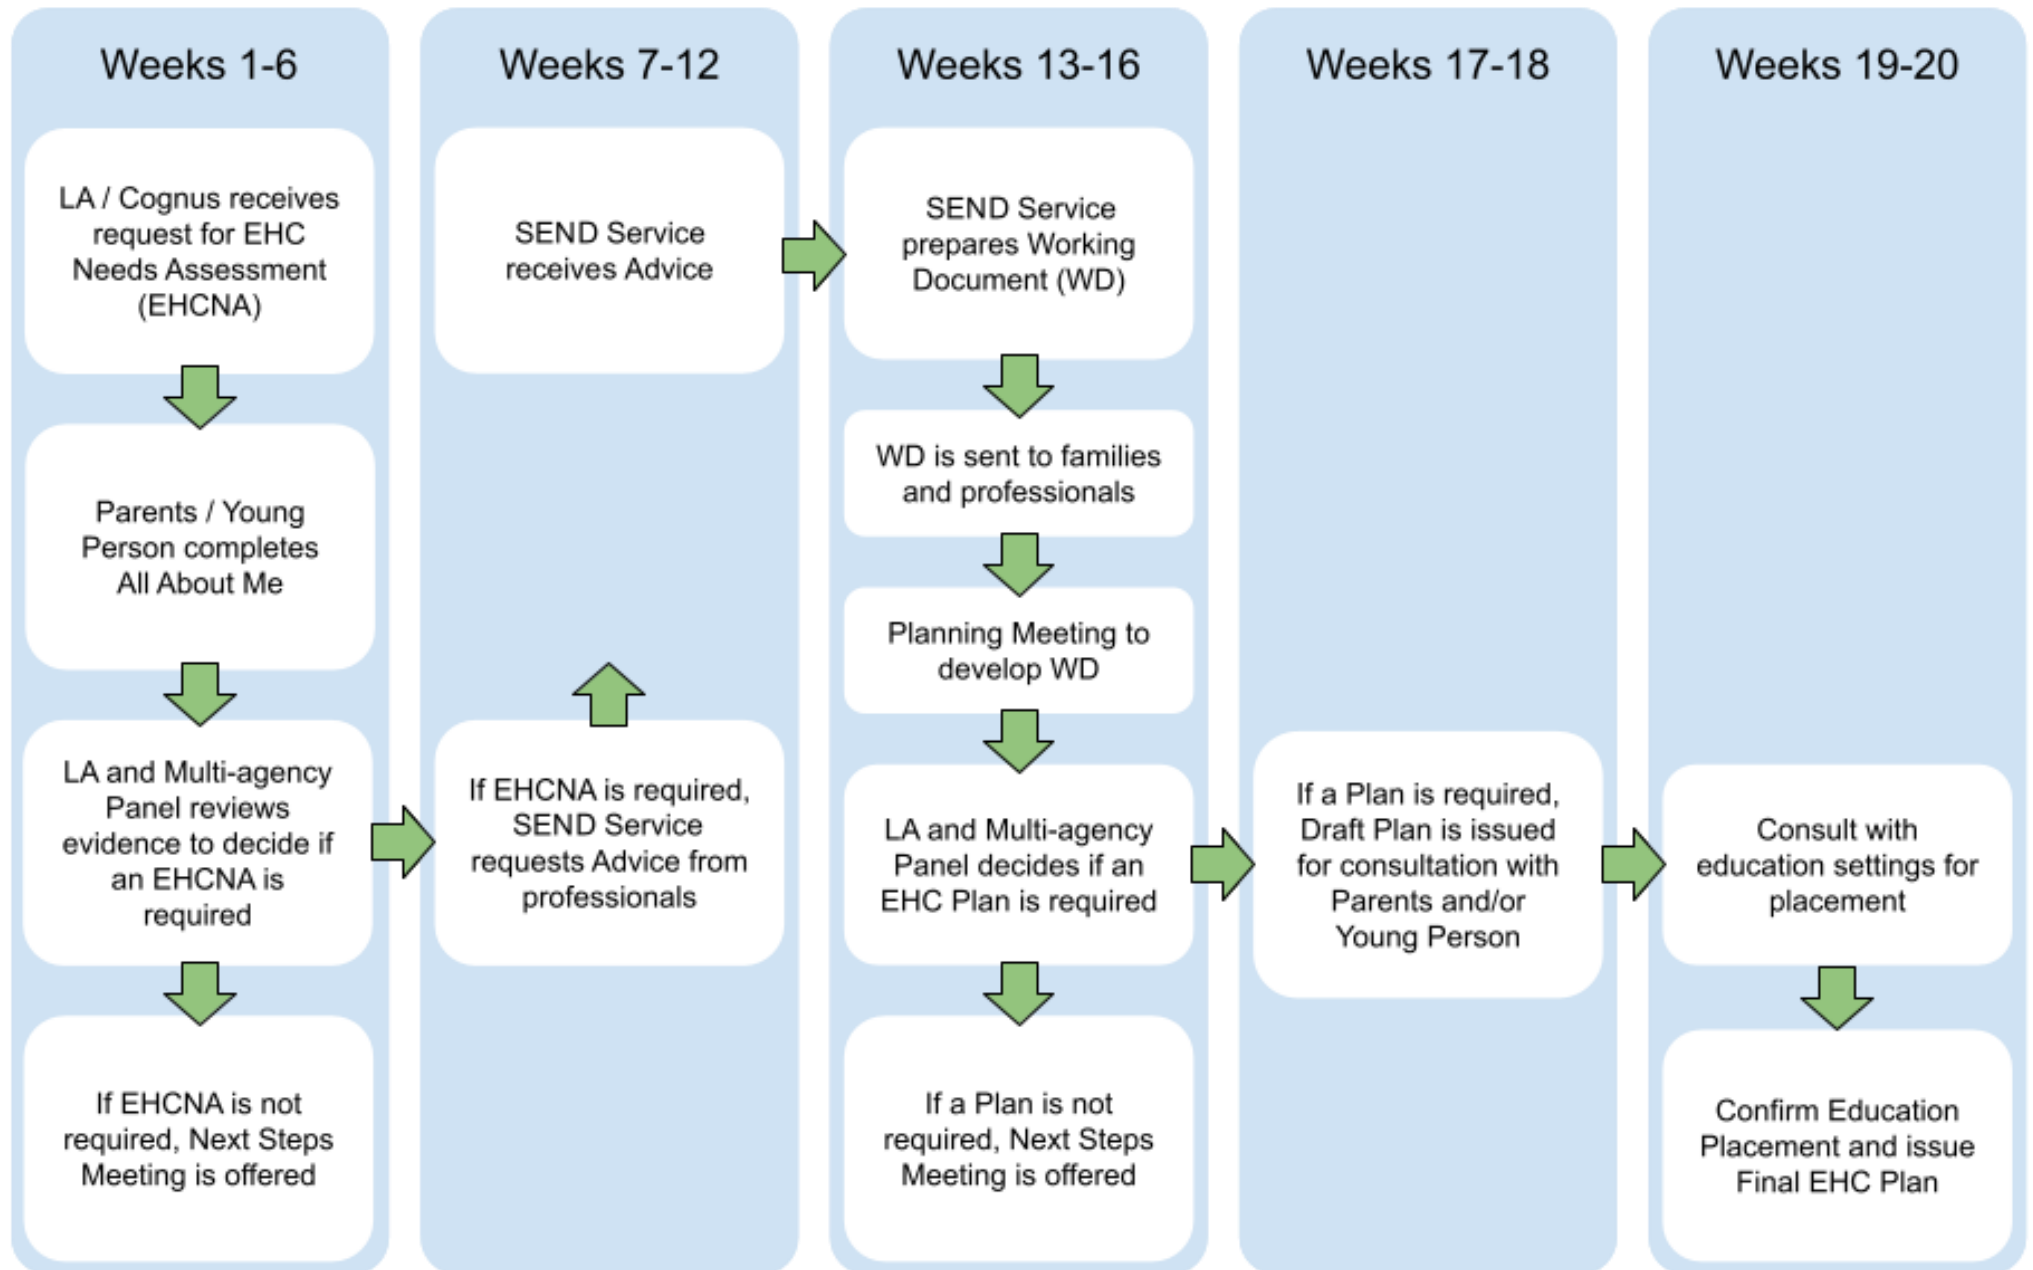 Weeks 1-6
LA / Cognus receives
request for EHC
Needs Assessment
(EHCNA)
Parents / Young
Person completes
All About Me
LA and Multi-agency
Panel reviews
evidence to decide if
an EHCNA is
required
If EHCNA is not
required, Next Steps
Meeting is offered
Weeks 7-12
SEND Service
receives Advice
If EHCNA is required,
SEND Service
requests Advice from
professionals
Weeks 13-16
SEND Service
prepares Working
Document (WD)
WD is sent to families
and professionals
Planning Meeting to
develop WD
LA and Multi-agency
Panel decides if an
EHC Plan is required
If a Plan is not
required, Next Steps
Meeting is offered
Weeks 17-18
If a Plan is required,
Draft Plan is issued
for consultation with
Parents and/or
Young Person
Weeks 19-20
Consult with
education settings for
placement
Confirm Education
Placement and issue
Final EHC Plan